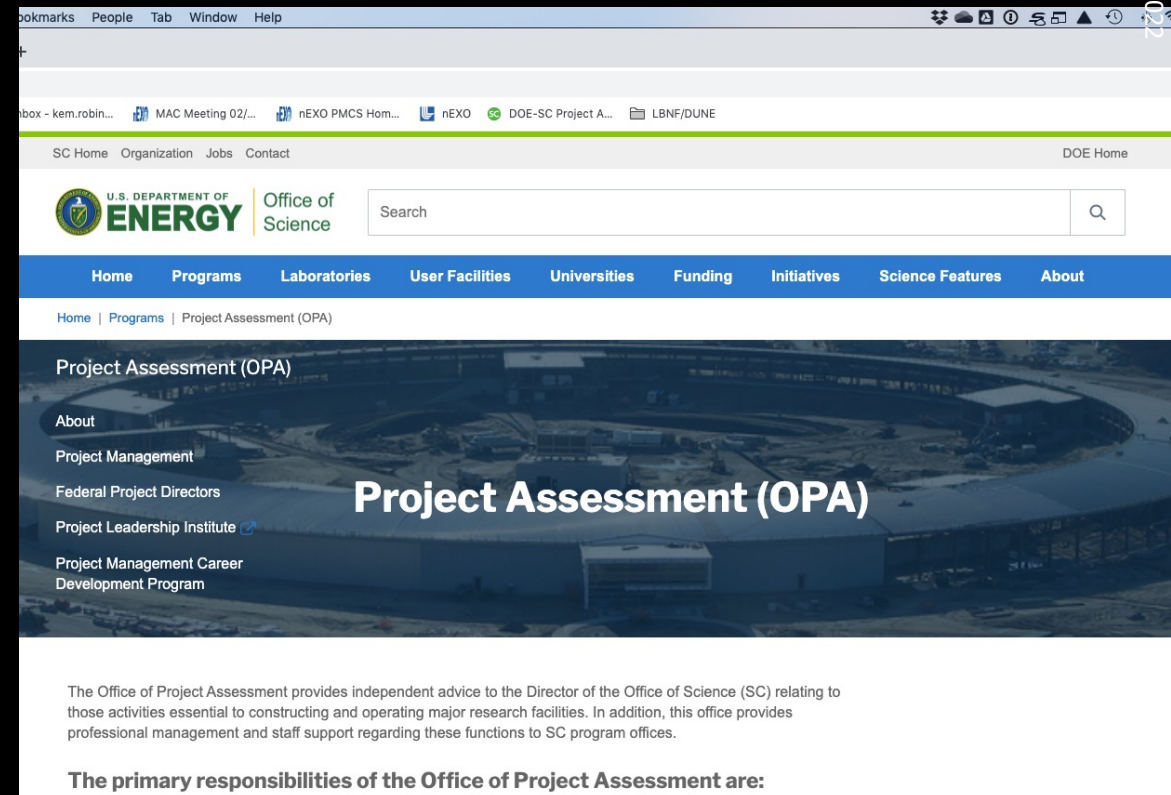 ookmarks People Tab Window Help
022
+
nbox - kem.robin... MAC Meeting 02/... nEXO PMCS Hom... nEXO DOE-SC Project A... LBNF/DUNE
SC Home Organization Jobs Contact DOE Home
U.S. DEPARTMENT OF ENERGY
Office of
Science
Search
Home Programs Laboratories User Facilities Universities Funding Initiatives Science Features About
Home | Programs | Project Assessment (OPA)
Project Assessment (OPA)
About
Project Management
Federal Project Directors
Project Leadership Institute
Project Management Career
Development Program
Project Assessment (OPA)
The Office of Project Assessment provides independent advice to the Director of the Office of Science (SC) relating to
those activities essential to constructing and operating major research facilities. In addition, this office provides
professional management and staff support regarding these functions to SC program offices.
The primary responsibilities of the Office of Project Assessment are: